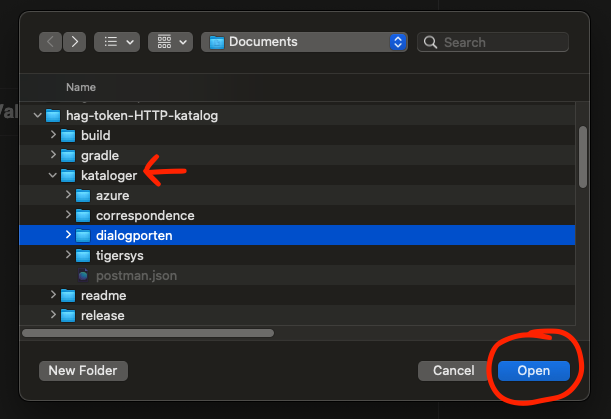 Documents
Search
Val
Name
hag-token-HTTP-katalog
build
gradle
kataloger
azure
correspondence
dialogporten
tigersys
postman.json
readme
release
New Folder
Cancel
Open